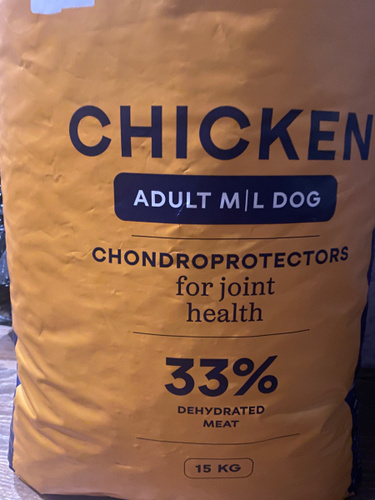 CHICKEN
ADULT M|L DOG
CHONDROPROTECTORS
for joint
health
33%
DEHYDRATED
MEAT
15 KG